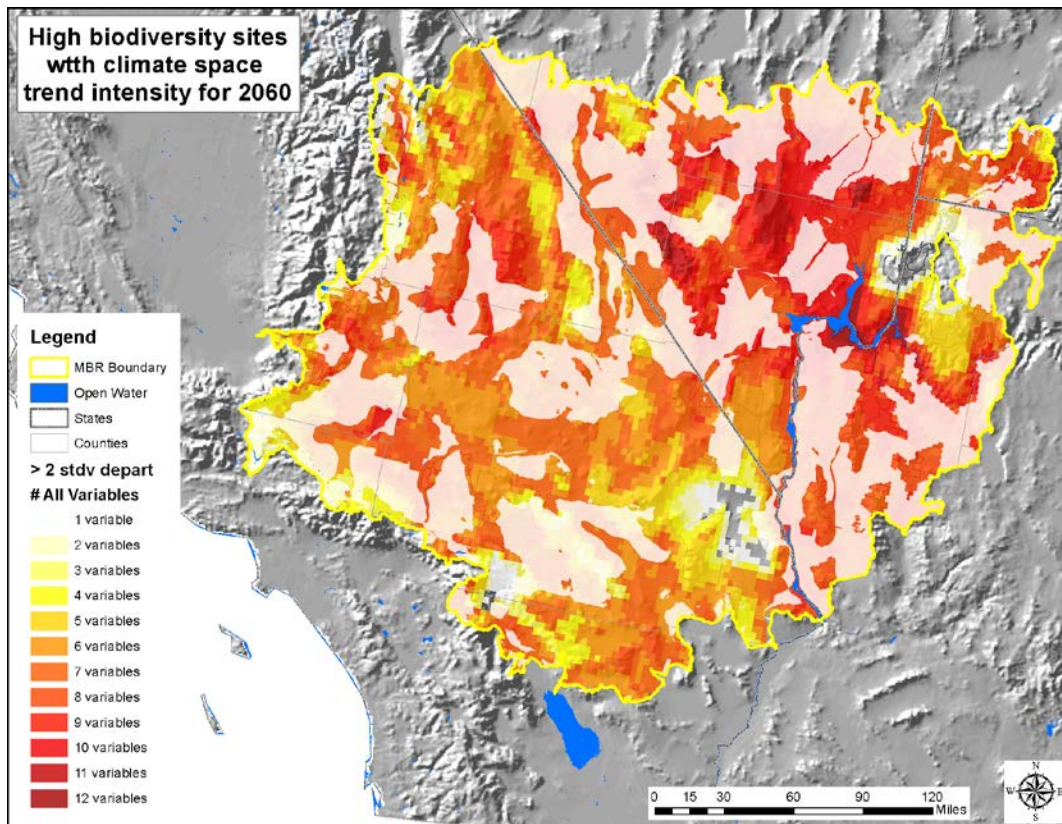 High biodiversity sites
wtth climate space
trend intensity for 2060
Legend
MBR Boundary
Open Water
States
Counties
> 2 stdv depart
# All Variables
1 variable
2 variables
3 variables
4 variables
5 variables
6 variables
7 variables
8 variables
9 variables
10 variables
11 variables
12 variables
0 15 30 60 90 120
Miles
N
W E
S